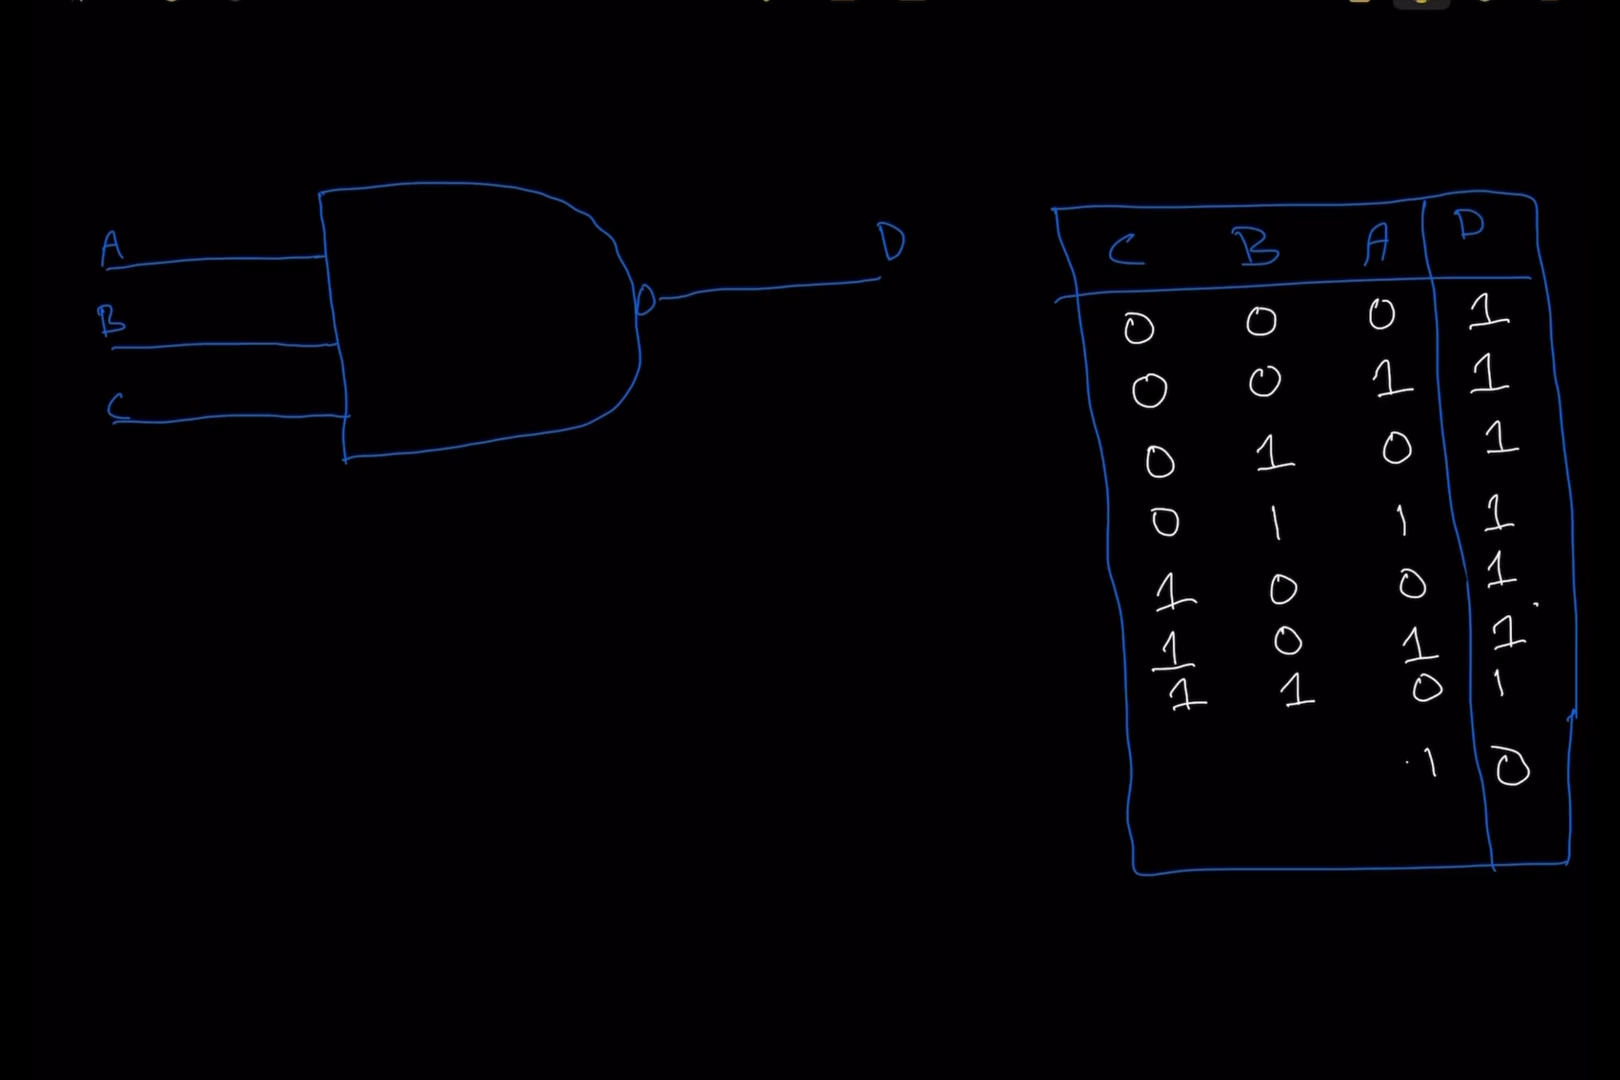 A
B
C
D
C B A D
0 0 0 1
0 0 1 1
0 1 0 1
0 1 1 1
1 0 0 1
1 0 1 1
1 1 0 1
1 0